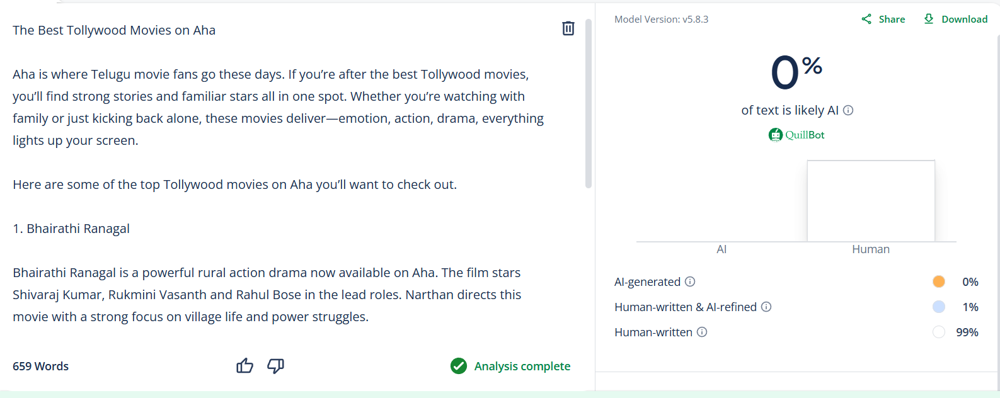 The Best Tollywood Movies on Aha
Aha is where Telugu movie fans go these days. If you’re after the best Tollywood movies,
you’ll find strong stories and familiar stars all in one spot. Whether you’re watching with
family or just kicking back alone, these movies deliver—emotion, action, drama, everything
lights up your screen.
Here are some of the top Tollywood movies on Aha you’ll want to check out.
1. Bhairathi Ranagal
Bhairathi Ranagal is a powerful rural action drama now available on Aha. The film stars
Shivaraj Kumar, Rukmini Vasanth and Rahul Bose in the lead roles. Narthan directs this
movie with a strong focus on village life and power struggles.
659 Words
Analysis complete
Model Version: v5.8.3
Share
Download
0%
of text is likely AI
QuillBot
AI
Human
AI-generated 0%
Human-written & AI-refined 1%
Human-written 99%